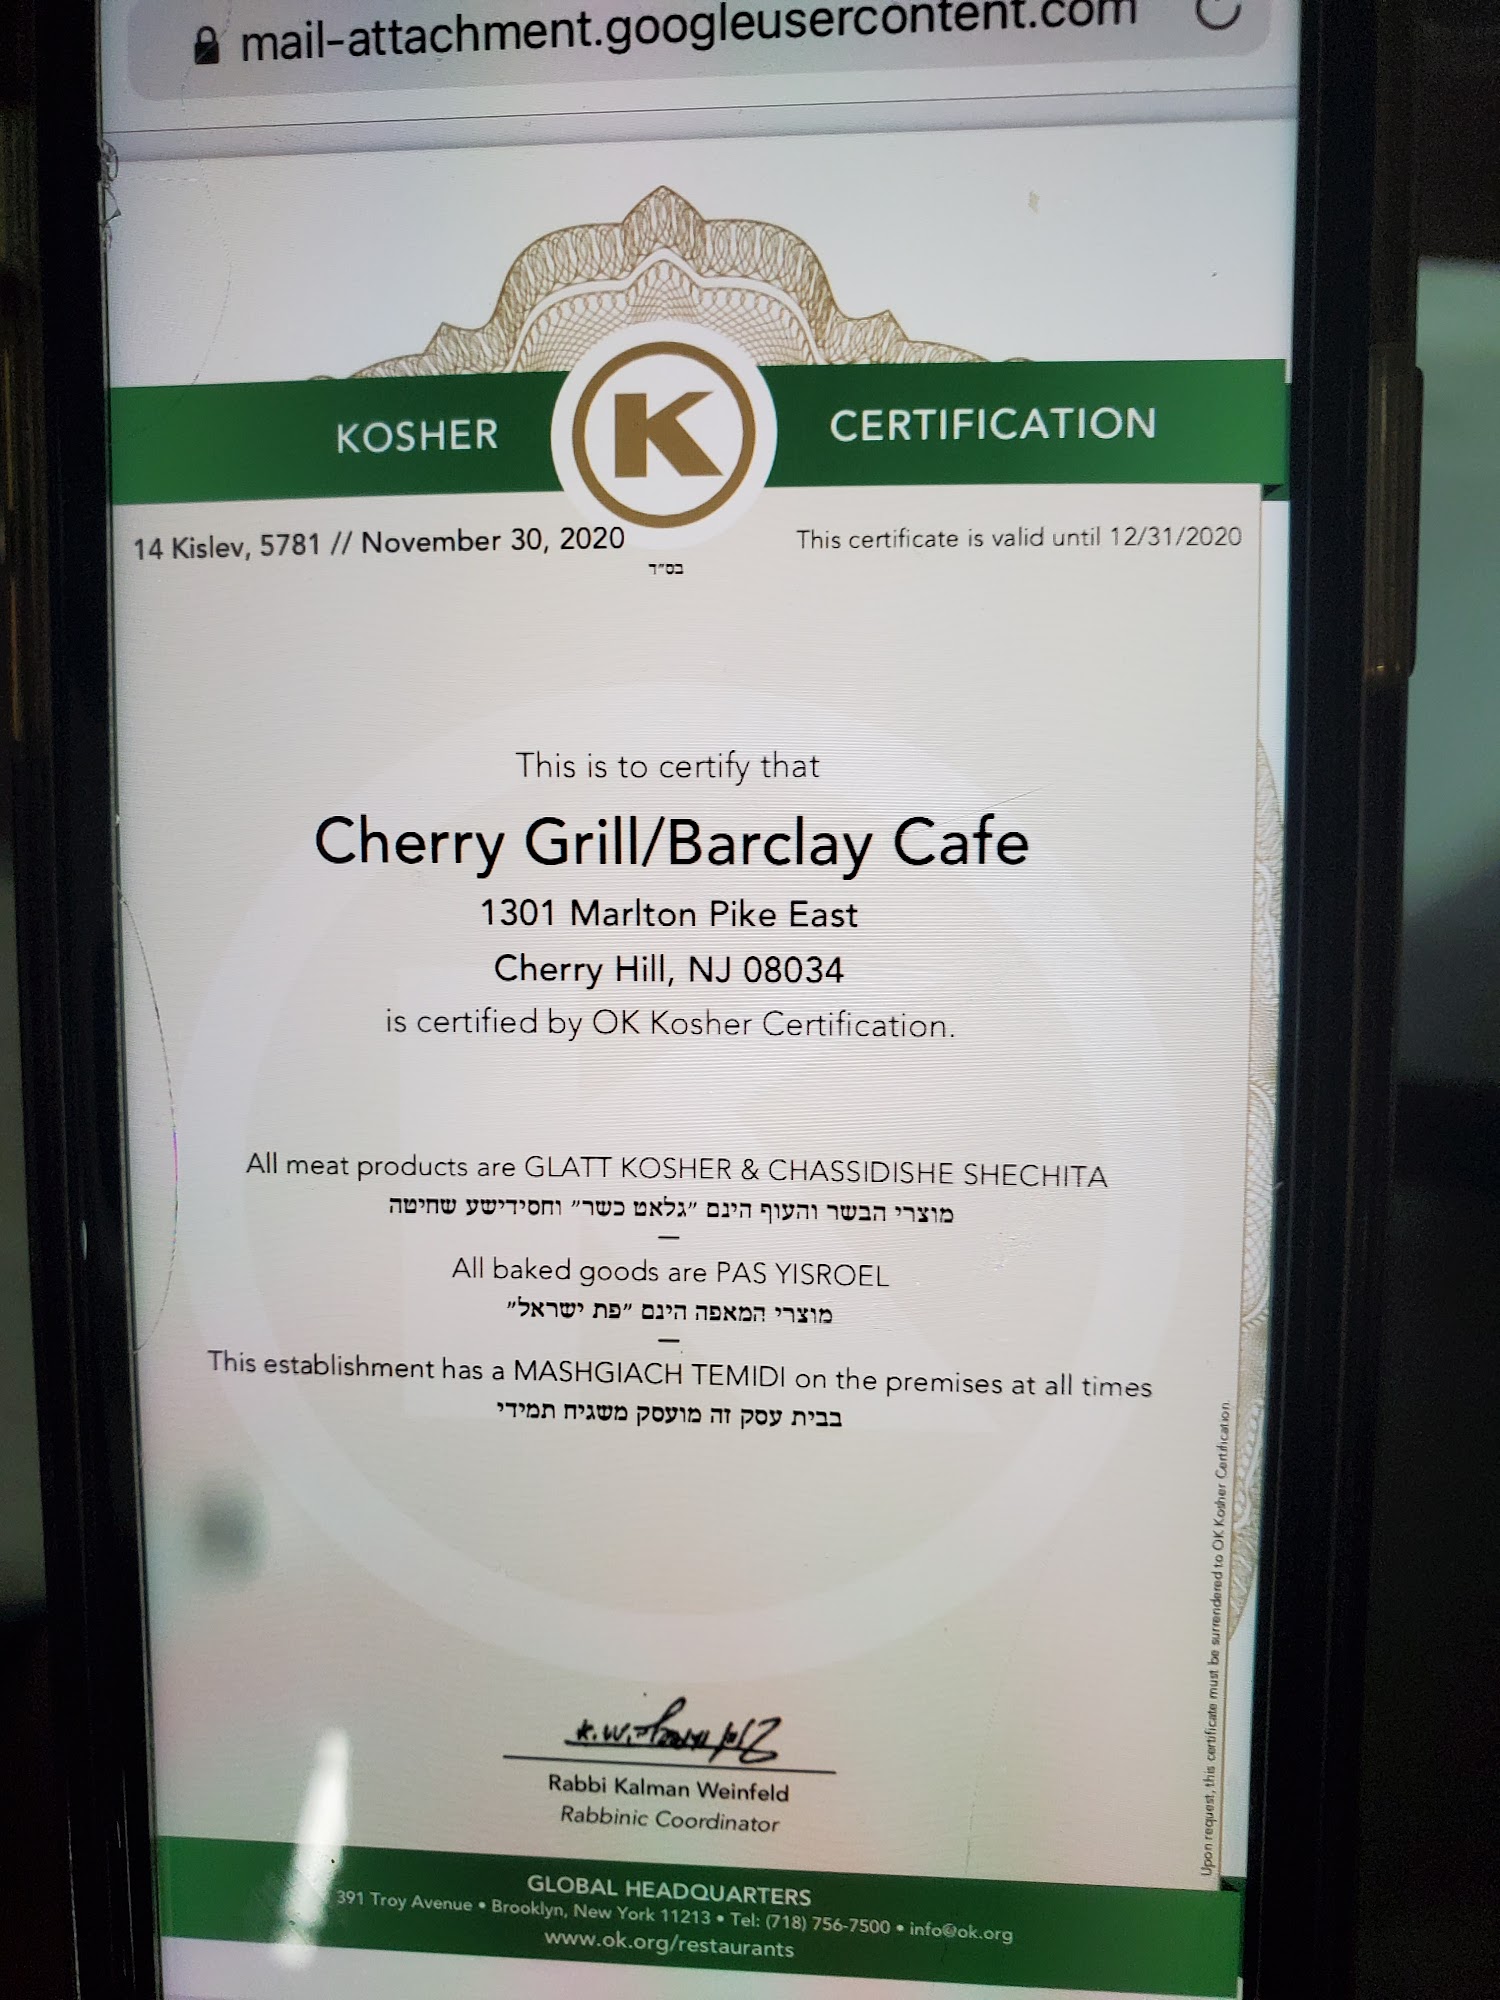 mail-attachment.googleusercontent.com
KOSHER K CERTIFICATION
14 Kislev, 5781 // November 30, 2020
This certificate is valid until 12/31/2020
בס״ד
This is to certify that
Cherry Grill/Barclay Cafe
1301 Marlton Pike East
Cherry Hill, NJ 08034
is certified by OK Kosher Certification.
All meat products are GLATT KOSHER & CHASSIDISHE SHECHITA
מוצרי הבשר והעוף הינם ״גלאט כשר״ וחסידישע שחיטה
—
All baked goods are PAS YISROEL
מוצרי המאפה הינם ״פת ישראל״
—
This establishment has a MASHGIACH TEMIDI on the premises at all times
בבית עסק זה מועסק משגיח תמידי
Upon request, this certificate must be surrendered to OK Kosher Certification.
Rabbi Kalman Weinfeld
Rabbinic Coordinator
GLOBAL HEADQUARTERS
391 Troy Avenue • Brooklyn, New York 11213 • Tel: (718) 756-7500 • info@ok.org
www.ok.org/restaurants